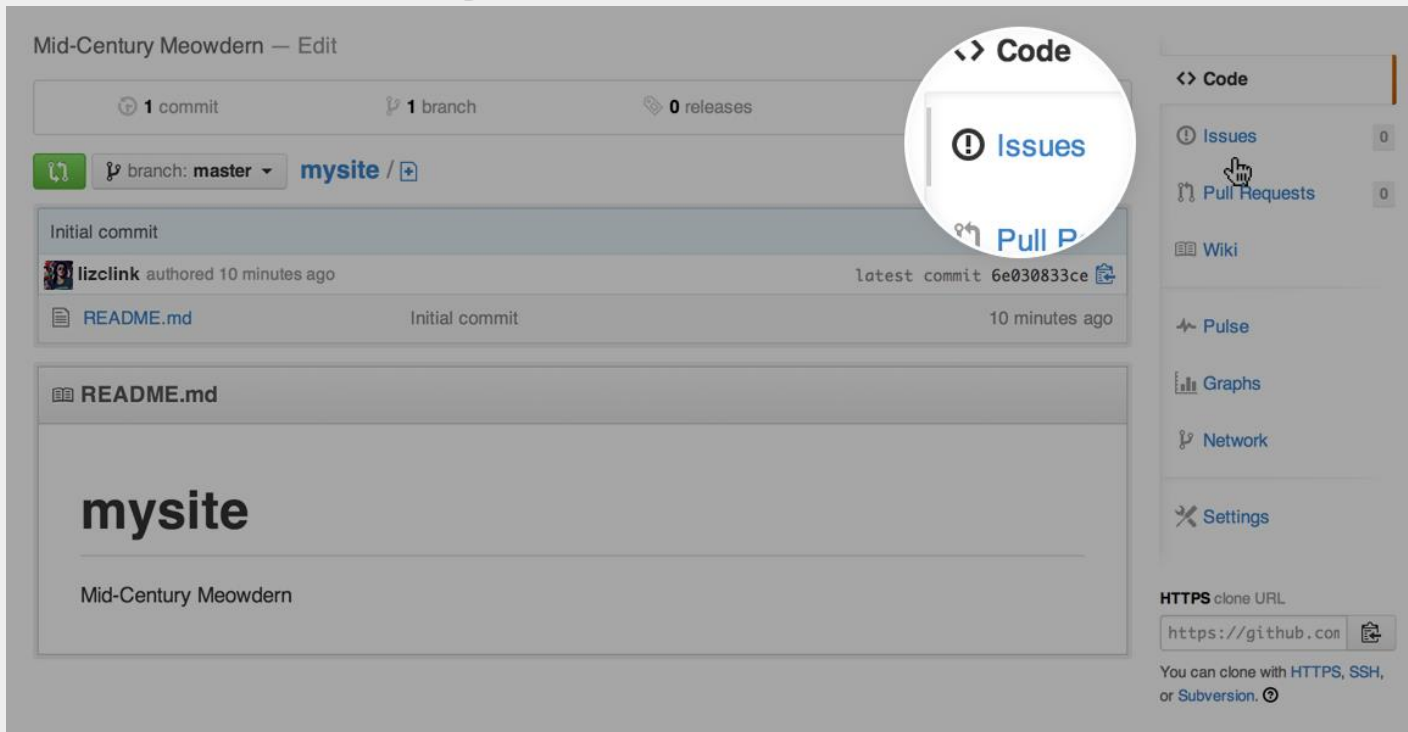 Mid-Century Meowdern — Edit
1 commit
1 branch
0 releases
branch: master
mysite /
Initial commit
lizclink authored 10 minutes ago
latest commit 6e030833ce
README.md
Initial commit
10 minutes ago
README.md
mysite
Mid-Century Meowdern
<> Code
Issues
Pull
<> Code
Issues 0
Pull Requests 0
Wiki
Pulse
Graphs
Network
Settings
HTTPS clone URL
https://github.com
You can clone with HTTPS, SSH,
or Subversion.